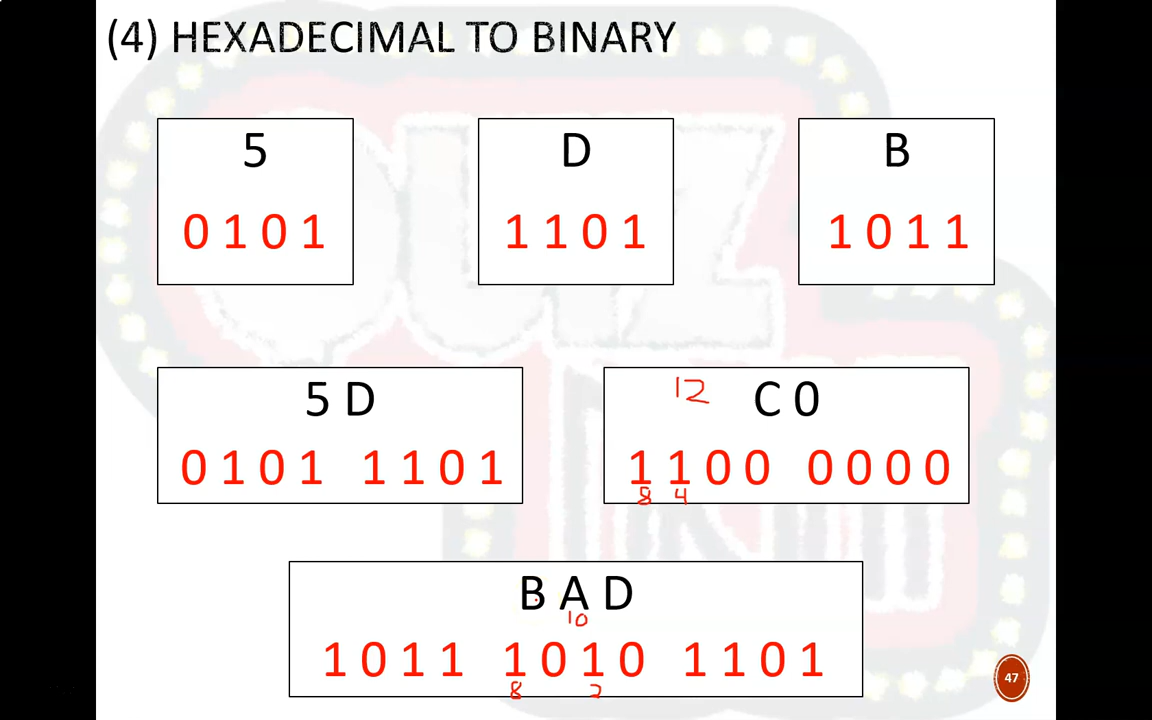 (4) HEXADECIMAL TO BINARY
5
0 1 0 1
D
1 1 0 1
B
1 0 1 1
5 D
0 1 0 1 1 1 0 1
12 C 0
1 1 0 0 0 0 0 0
8 4
B A D
10
1 0 1 1 1 0 1 0 1 1 0 1
8 2
47
QUIZ
TIME